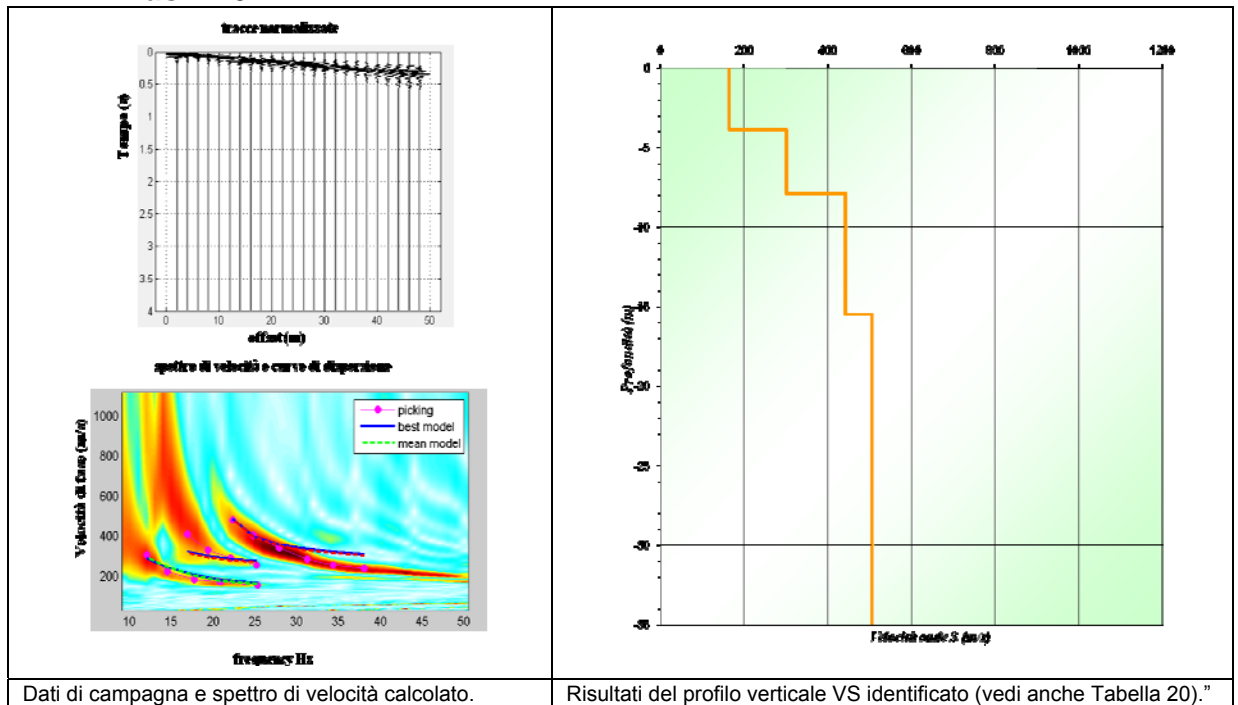 tracce normalizzate
0
0.5
1
1.5
2
2.5
3
3.5
4
0 10 20 30 40 50
Tempo (s)
offset (m)
spettro di velocità e curve di dispersione
1000
800
600
400
200
10 15 20 25 30 35 40 45 50
Velocità di fase (m/s)
picking
best model
mean model
frequency Hz
0 200 400 600 800 1000 1200
0
-5
-10
-15
-20
-25
-30
-35
Profondità (m)
Velocità onde S (m/s)
Dati di campagna e spettro di velocità calcolato.
Risultati del profilo verticale VS identificato (vedi anche Tabella 20).”